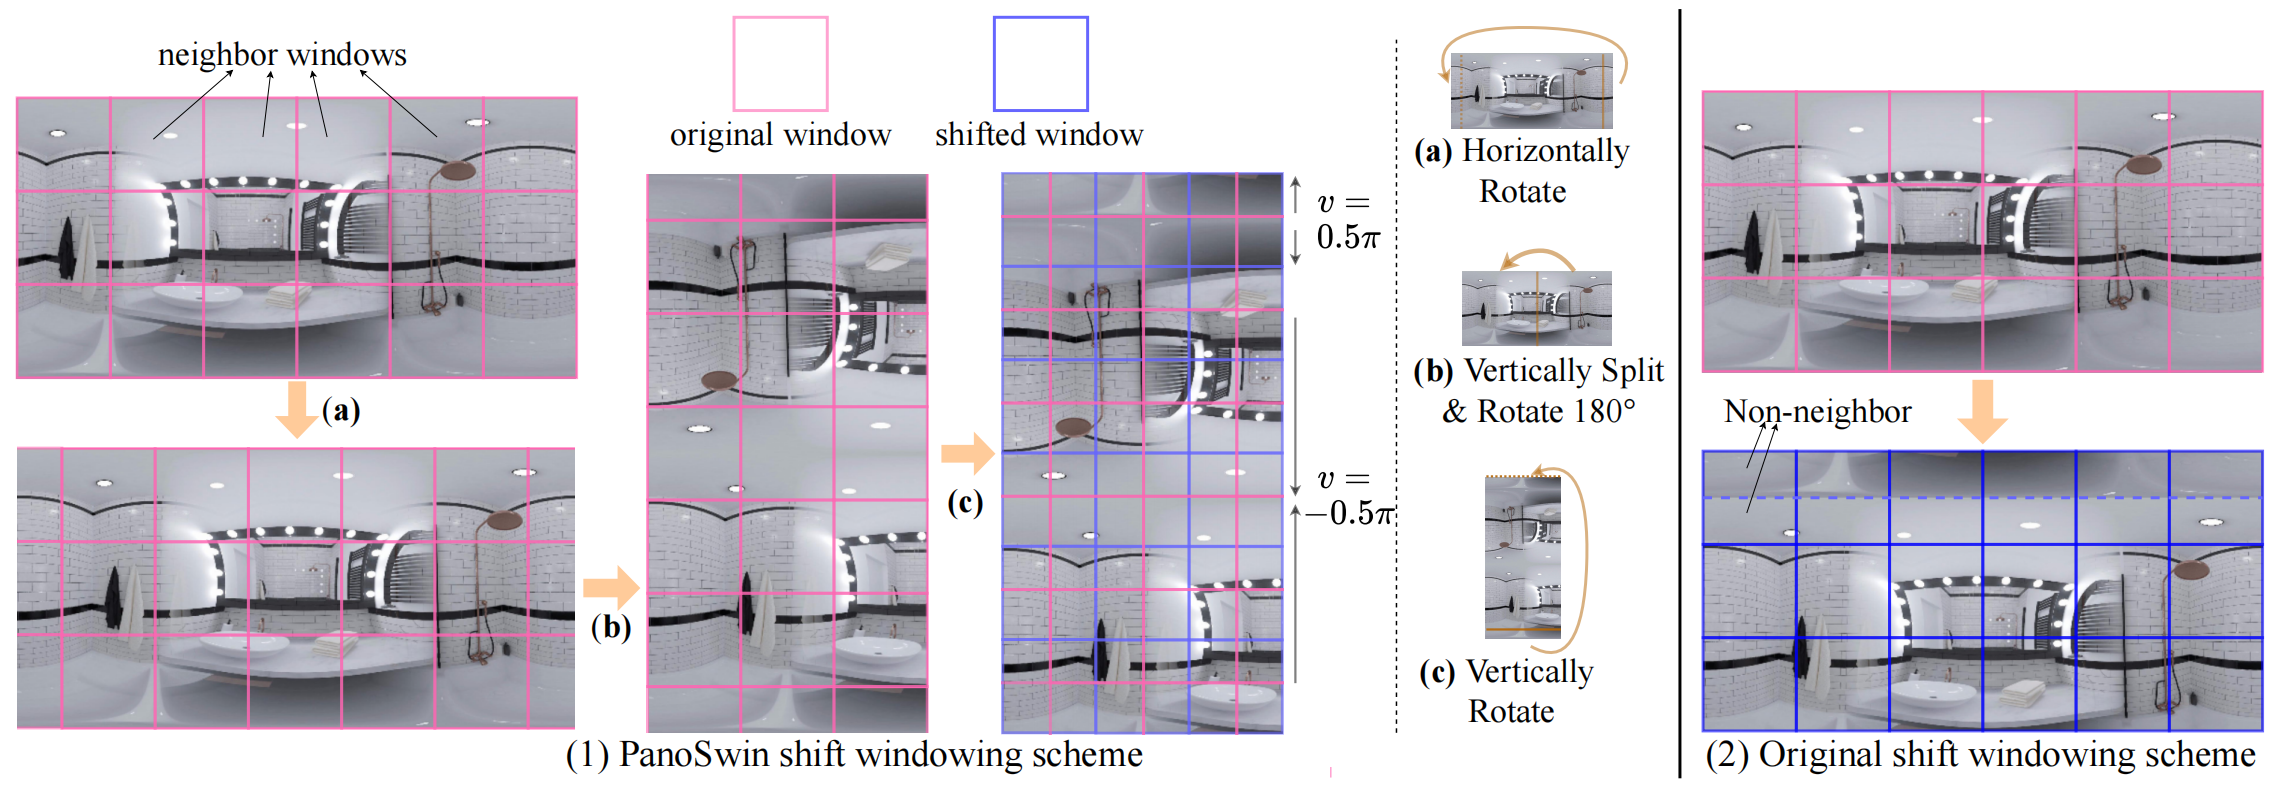 neighbor windows
original window
shifted window
(a)
(b)
(c)
v =
0.5π
v =
−0.5π
(a) Horizontally
Rotate
(b) Vertically Split
& Rotate 180°
(c) Vertically
Rotate
(1) PanoSwin shift windowing scheme
Non-neighbor
(2) Original shift windowing scheme